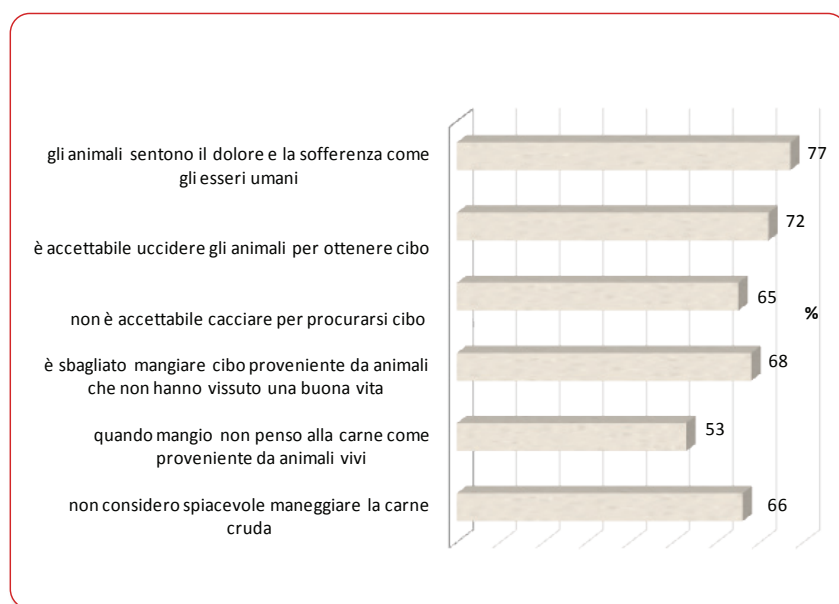 gli animali sentono il dolore e la sofferenza come
gli esseri umani
77
è accettabile uccidere gli animali per ottenere cibo
72
non è accettabile cacciare per procurarsi cibo
65
%
è sbagliato mangiare cibo proveniente da animali
che non hanno vissuto una buona vita
68
quando mangio non penso alla carne come
proveniente da animali vivi
53
non considero spiacevole maneggiare la carne
cruda
66